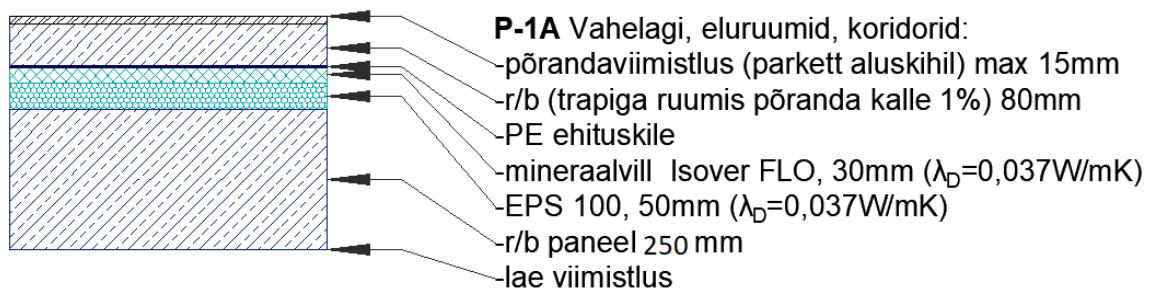 P-1A Vahelagi, eluruumid, koridorid:
-põrandaviimistlus (parkett aluskihil) max 15mm
-r/b (trapiga ruumis põranda kalle 1%) 80mm
-PE ehituskile
-mineraalvill Isover FLO, 30mm (λD=0,037W/mK)
-EPS 100, 50mm (λD=0,037W/mK)
-r/b paneel 250 mm
-lae viimistlus